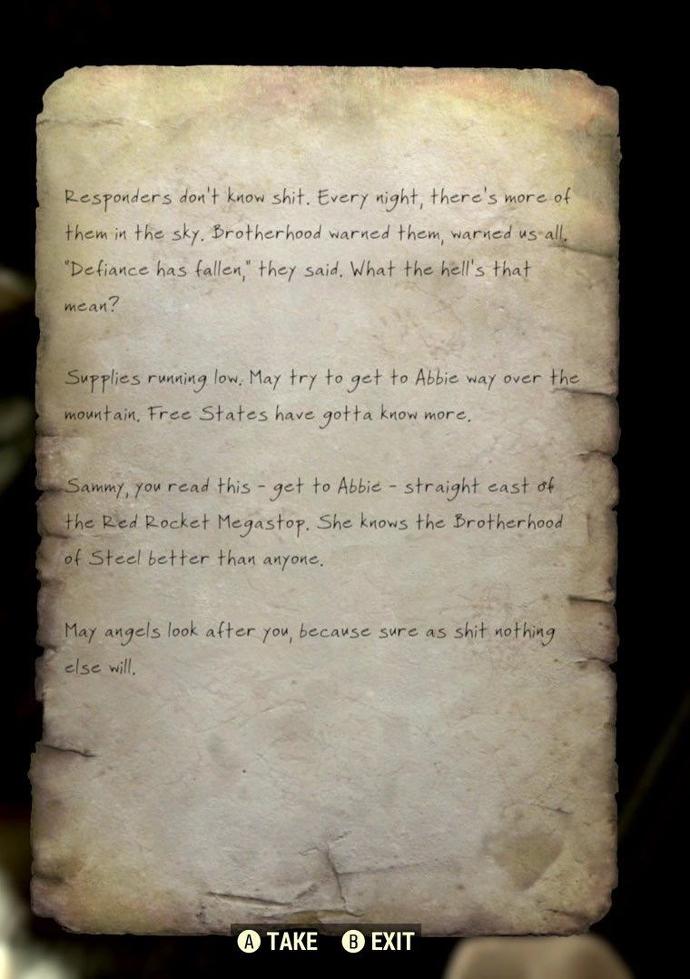 Responders don't know shit. Every night, there's more of
them in the sky. Brotherhood warned them, warned us all.
"Defiance has fallen," they said. What the hell's that
mean?
Supplies running low. May try to get to Abbie way over the
mountain. Free States have gotta know more.
Sammy, you read this - get to Abbie - straight east of
the Red Rocket Megastop. She knows the Brotherhood
of Steel better than anyone.
May angels look after you, because sure as shit nothing
else will.
A TAKE B EXIT